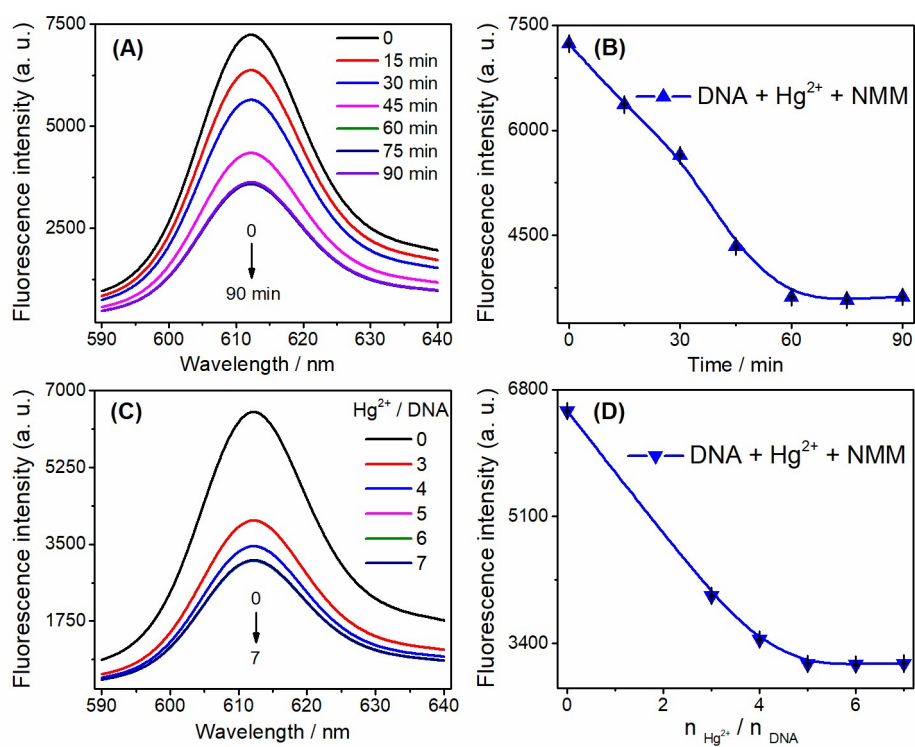 (A)
0
15 min
30 min
45 min
60 min
75 min
90 min
0
90 min
7500
5000
2500
590 600 610 620 630 640
Wavelength / nm
Fluorescence intensity (a. u.)
(B)
DNA + Hg²⁺ + NMM
7500
6000
4500
0 30 60 90
Time / min
Fluorescence intensity (a. u.)
(C)
Hg²⁺ / DNA
0
3
4
5
6
7
0
7
7000
5250
3500
1750
590 600 610 620 630 640
Wavelength / nm
Fluorescence intensity (a. u.)
(D)
DNA + Hg²⁺ + NMM
6800
5100
3400
0 2 4 6
n Hg²⁺ / n DNA
Fluorescence intensity (a. u.)